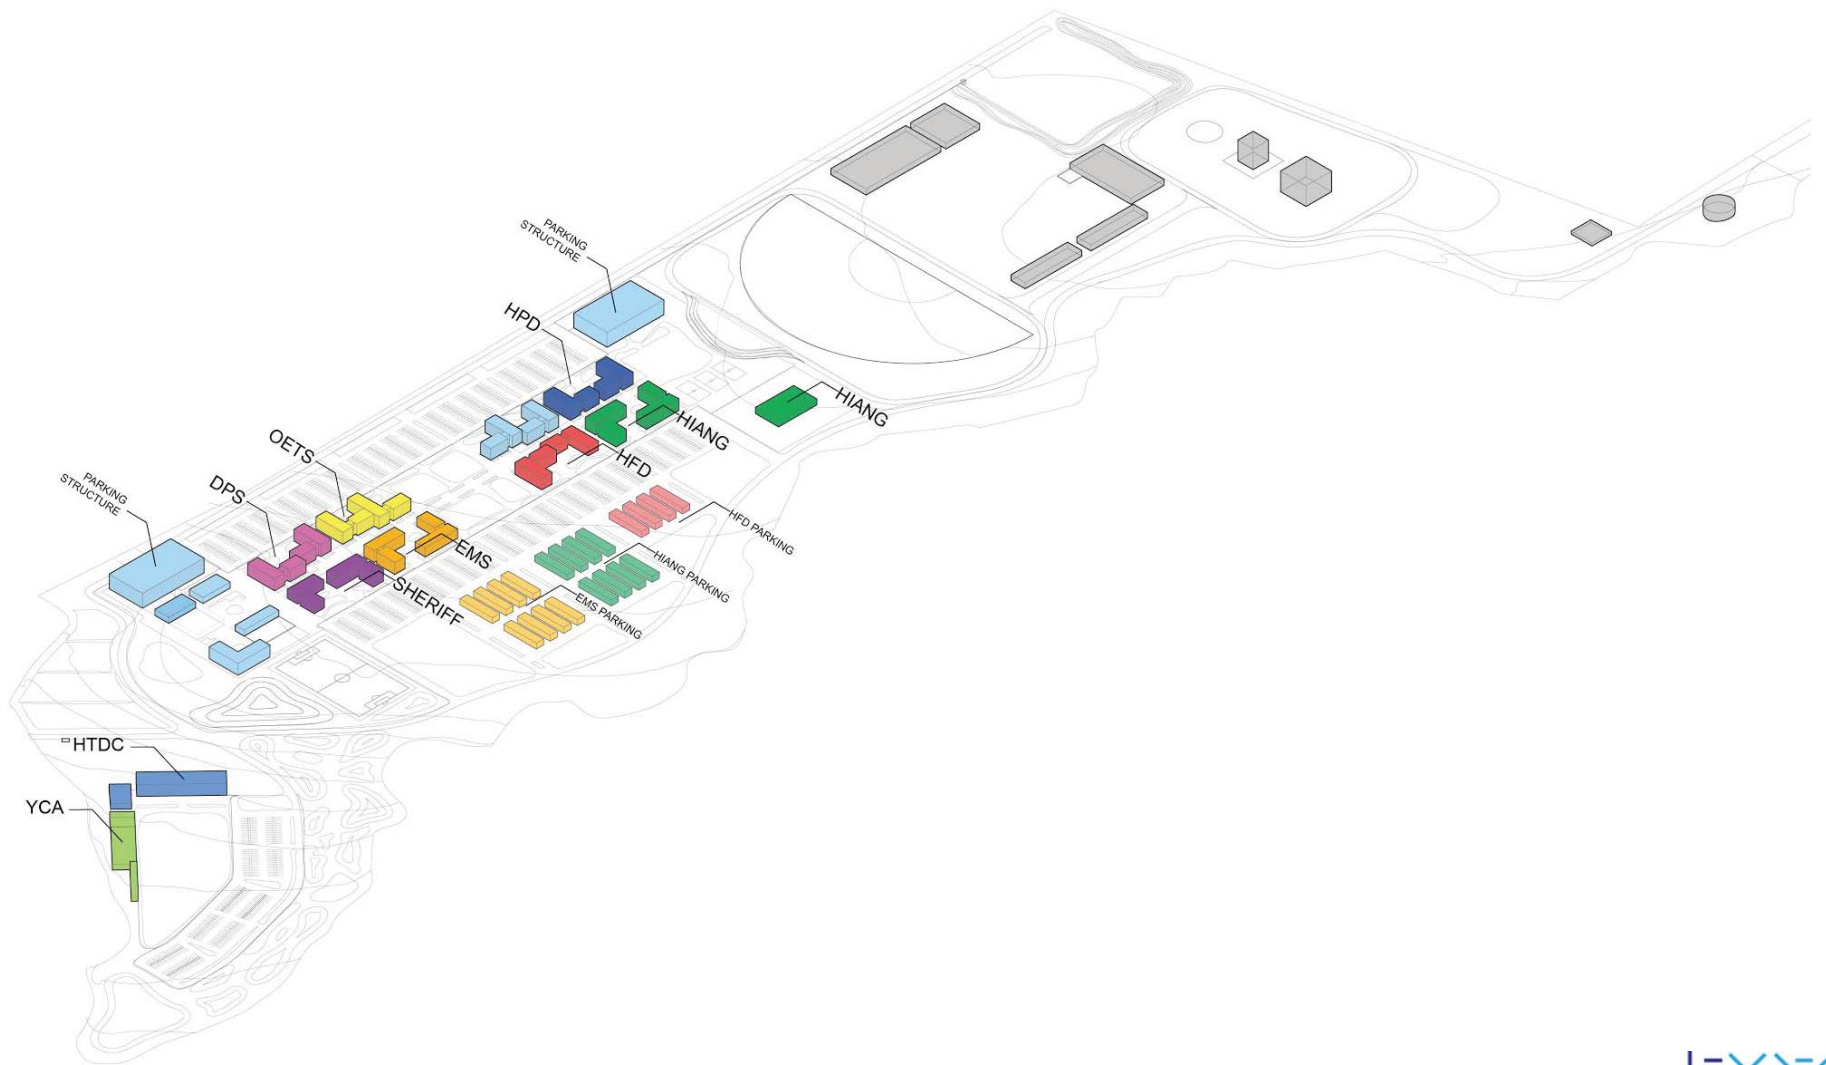 PARKING
STRUCTURE
HPD
HIANG
HIANG
OETS
HFD
DPS
PARKING
STRUCTURE
HFD PARKING
EMS
HIANG PARKING
SHERIFF
EMS PARKING
HTDC
YCA